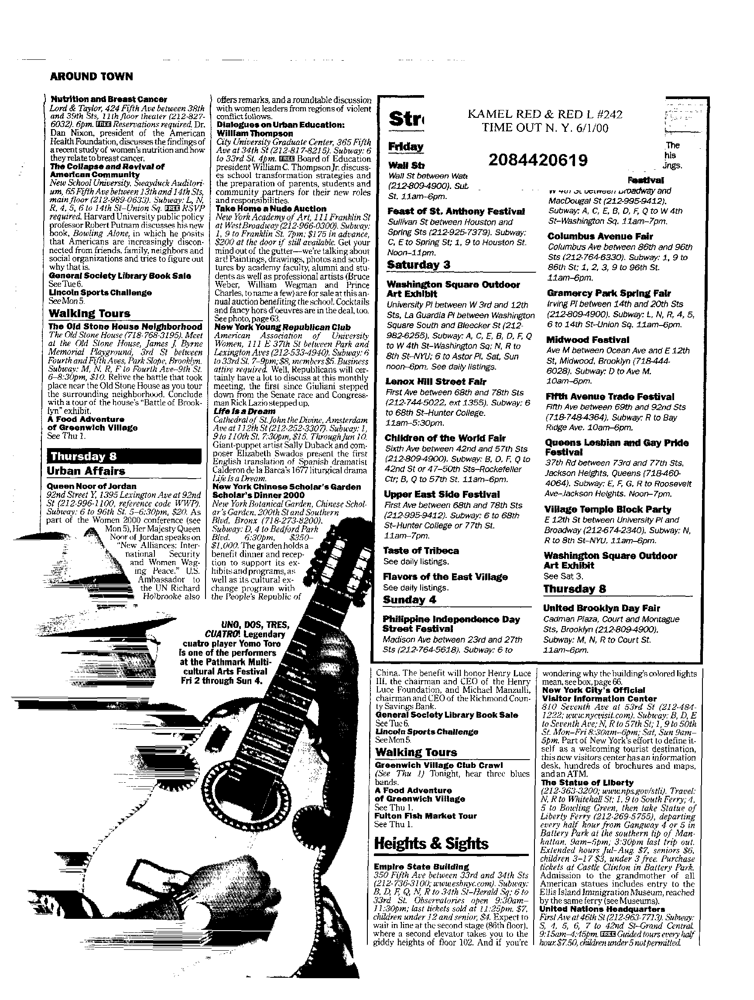 AROUND TOWN
Nutrition and Breast Cancer
Lord & Taylor, 424 Fifth Ave between 38th
and 39th Sts, 11th floor theater (212-827-
6032). 6pm. FREE Reservations required. Dr.
Dan Nixon, president of the American
Health Foundation, discusses the findings of
a recent study of women's nutrition and how
they relate to breast cancer.
The Collapse and Revival of
American Community
New School University, Swayduck Auditori-
um, 65 Fifth Ave between 13th and 14th Sts,
main floor (212-989-0633). Subway: L, N,
R, 4, 5, 6 to 14th St–Union Sq. FREE RSVP
required. Harvard University public policy
professor Robert Putnam discusses his new
book, Bowling Alone, in which he posits
that Americans are increasingly discon-
nected from friends, family, neighbors and
social organizations and tries to figure out
why that is.
General Society Library Book Sale
See Tue 6.
Lincoln Sports Challenge
See Mon 5.
Walking Tours
The Old Stone House Neighborhood
The Old Stone House (718-768-3195). Meet
at the Old Stone House, James J. Byrne
Memorial Playground, 3rd St between
Fourth and Fifth Aves, Park Slope, Brooklyn.
Subway: M, N, R, F to Fourth Ave–9th St.
6–8:30pm, $10. Relive the battle that took
place near the Old Stone House as you tour
the surrounding neighborhood. Conclude
with a tour of the house's "Battle of Brook-
lyn" exhibit.
A Food Adventure
of Greenwich Village
See Thu 1.
Thursday 8
Urban Affairs
Queen Noor of Jordan
92nd Street Y, 1395 Lexington Ave at 92nd
St (212-996-1100, reference code WWP).
Subway: 6 to 96th St. 5–6:30pm, $20. As
part of the Women 2000 conference (see
Mon 5), Her Majesty Queen
Noor of Jordan speaks on
"New Alliances: Inter-
national Security
and Women Wag-
ing Peace." U.S.
Ambassador to
the UN Richard
Holbrooke also
offers remarks, and a roundtable discussion
with women leaders from regions of violent
conflict follows.
Dialogues on Urban Education:
William Thompson
City University Graduate Center, 365 Fifth
Ave at 34th St (212-817-8215). Subway: 6
to 33rd St. 4pm. FREE Board of Education
president William C. Thompson Jr. discuss-
es school transformation strategies and
the preparation of parents, students and
community partners for their new roles
and responsibilities.
Take Home a Nude Auction
New York Academy of Art, 111 Franklin St
at West Broadway (212-966-0300). Subway:
1, 9 to Franklin St. 7pm; $175 in advance,
$200 at the door if still available. Get your
mind out of the gutter—we're talking about
art! Paintings, drawings, photos and sculp-
tures by academy faculty, alumni and stu-
dents as well as professional artists (Bruce
Weber, William Wegman and Prince
Charles, to name a few) are for sale at this an-
nual auction benefiting the school. Cocktails
and fancy hors d'oeuvres are in the deal, too.
See photo, page 63.
New York Young Republican Club
American Association of University
Women, 111 E 37th St between Park and
Lexington Aves (212-533-4940). Subway: 6
to 33rd St. 7–9pm; $8, members $5. Business
attire required. Well, Republicans will cer-
tainly have a lot to discuss at this monthly
meeting, the first since Giuliani stepped
down from the Senate race and Congress-
man Rick Lazio stepped up.
Life Is a Dream
Cathedral of St. John the Divine, Amsterdam
Ave at 112th St (212-252-3307). Subway: 1,
9 to 110th St. 7:30pm, $15. Through Jun 10.
Giant-puppet artist Sally Duback and com-
poser Elizabeth Swados present the first
English translation of Spanish dramatist
Calderon de la Barca's 1677 liturgical drama
Life Is a Dream.
New York Chinese Scholar's Garden
Scholar's Dinner 2000
New York Botanical Garden, Chinese Schol-
ar's Garden, 200th St and Southern
Blvd, Bronx (718-273-8200).
Subway: D, 4 to Bedford Park
Blvd. 6:30pm, $350–
$1,000. The garden holds a
benefit dinner and recep-
tion to support its ex-
hibits and programs, as
well as its cultural ex-
change program with
the People's Republic of
UNO, DOS, TRES,
CUATRO! Legendary
cuatro player Yomo Toro
is one of the performers
at the Pathmark Multi-
cultural Arts Festival
Fri 2 through Sun 4.
KAMEL RED & RED L #242
TIME OUT N. Y. 6/1/00
2084420619
Str
Friday
Wall Str
Wall St between Wate
(212-809-4900). Sub
St. 11am–6pm.
Feast of St. Anthony Festival
Sullivan St between Houston and
Spring Sts (212-925-7379). Subway:
C, E to Spring St; 1, 9 to Houston St.
Noon–11pm.
Saturday 3
Washington Square Outdoor
Art Exhibit
University Pl between W 3rd and 12th
Sts, La Guardia Pl between Washington
Square South and Bleecker St (212-
982-6255). Subway: A, C, E, B, D, F, Q
to W 4th St–Washington Sq; N, R to
8th St–NYU; 6 to Astor Pl. Sat, Sun
noon–6pm. See daily listings.
Lenox Hill Street Fair
First Ave between 68th and 78th Sts
(212-744-5022, ext 1355). Subway: 6
to 68th St–Hunter College.
11am–5:30pm.
Children of the World Fair
Sixth Ave between 42nd and 57th Sts
(212-809-4900). Subway: B, D, F, Q to
42nd St or 47–50th Sts–Rockefeller
Ctr; B, Q to 57th St. 11am–6pm.
Upper East Side Festival
First Ave between 68th and 78th Sts
(212-995-9412). Subway: 6 to 68th
St–Hunter College or 77th St.
11am–7pm.
Taste of Tribeca
See daily listings.
Flavors of the East Village
See daily listings.
Sunday 4
Philippine Independence Day
Street Festival
Madison Ave between 23rd and 27th
Sts (212-764-5618). Subway: 6 to
The
his
ings.
Festival
W 4th St between Broadway and
MacDougal St (212-995-9412).
Subway: A, C, E, B, D, F, Q to W 4th
St–Washington Sq. 11am–7pm.
Columbus Avenue Fair
Columbus Ave between 86th and 96th
Sts (212-764-6330). Subway: 1, 9 to
86th St; 1, 2, 3, 9 to 96th St.
11am–6pm.
Gramercy Park Spring Fair
Irving Pl between 14th and 20th Sts
(212-809-4900). Subway: L, N, R, 4, 5,
6 to 14th St–Union Sq. 11am–6pm.
Midwood Festival
Ave M between Ocean Ave and E 12th
St, Midwood, Brooklyn (718-444-
6028). Subway: D to Ave M.
10am–6pm.
Fifth Avenue Trade Festival
Fifth Ave between 69th and 92nd Sts
(718-748-4364). Subway: R to Bay
Ridge Ave. 10am–6pm.
Queens Lesbian and Gay Pride
Festival
37th Rd between 73rd and 77th Sts,
Jackson Heights, Queens (718-460-
4064). Subway: E, F, G, R to Roosevelt
Ave–Jackson Heights. Noon–7pm.
Village Temple Block Party
E 12th St between University Pl and
Broadway (212-674-2340). Subway: N,
R to 8th St–NYU. 11am–6pm.
Washington Square Outdoor
Art Exhibit
See Sat 3.
Thursday 8
United Brooklyn Day Fair
Cadman Plaza, Court and Montague
Sts, Brooklyn (212-809-4900).
Subway: M, N, R to Court St.
11am–6pm.
China. The benefit will honor Henry Luce
III, the chairman and CEO of the Henry
Luce Foundation, and Michael Manzulli,
chairman and CEO of the Richmond Coun-
ty Savings Bank.
General Society Library Book Sale
See Tue 6.
Lincoln Sports Challenge
See Mon 5.
Walking Tours
Greenwich Village Club Crawl
(See Thu 1) Tonight, hear three blues
bands.
A Food Adventure
of Greenwich Village
See Thu 1.
Fulton Fish Market Tour
See Thu 1.
Heights & Sights
Empire State Building
350 Fifth Ave between 33rd and 34th Sts
(212-736-3100; www.esbnyc.com). Subway:
B, D, F, Q, N, R to 34th St–Herald Sq; 6 to
33rd St. Observatories open 9:30am–
11:30pm; last tickets sold at 11:25pm. $7,
children under 12 and senior, $4. Expect to
wait in line at the second stage (86th floor),
where a second elevator takes you to the
giddy heights of floor 102. And if you're
wondering why the building's colored lights
mean, see box, page 66.
New York City's Official
Visitor Information Center
810 Seventh Ave at 53rd St (212-484-
1222; www.nycvisit.com). Subway: B, D, E
to Seventh Ave; N, R to 57th St; 1, 9 to 50th
St. Mon–Fri 8:30am–6pm; Sat, Sun 9am–
5pm. Part of New York's effort to define it-
self as a welcoming tourist destination,
this new visitors center has an information
desk, hundreds of brochures and maps,
and an ATM.
The Statue of Liberty
(212-363-3200; www.nps.gov/stli). Travel:
N, R to Whitehall St; 1, 9 to South Ferry; 4,
5 to Bowling Green, then take Statue of
Liberty Ferry (212-269-5755), departing
every half hour from Gangway 4 or 5 in
Battery Park at the southern tip of Man-
hattan. 9am–5pm; 3:30pm last trip out.
Extended hours Jul–Aug. $7, seniors $6,
children 3–17 $3, under 3 free. Purchase
tickets at Castle Clinton in Battery Park.
Admission to the grandmother of all
American statues includes entry to the
Ellis Island Immigration Museum, reached
by the same ferry (see Museums).
United Nations Headquarters
First Ave at 46th St (212-963-7713). Subway:
S, 4, 5, 6, 7 to 42nd St–Grand Central.
9:15am–4:45pm. FREE Guided tours every half
hour. $7.50, children under 5 not permitted.